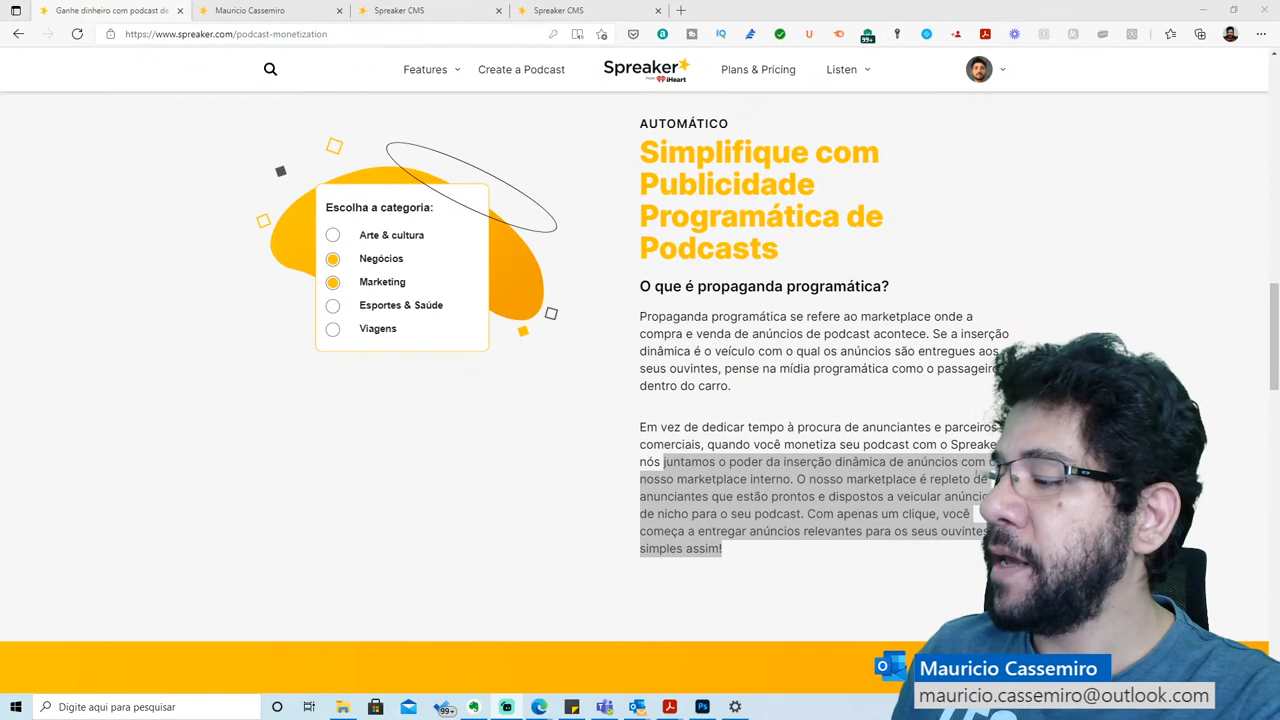 Ganhe dinheiro com podcast de
Mauricio Cassemiro
Spreaker CMS
Spreaker CMS
https://www.spreaker.com/podcast-monetization
99+
Features
Create a Podcast
Spreaker
iHeart
Plans & Pricing
Listen
AUTOMÁTICO
Simplifique com
Publicidade
Programática de
Podcasts
Escolha a categoria:
Arte & cultura
Negócios
Marketing
Esportes & Saúde
Viagens
O que é propaganda programática?
Propaganda programática se refere ao marketplace onde a
compra e venda de anúncios de podcast acontece. Se a inserção
dinâmica é o veículo com o qual os anúncios são entregues aos
seus ouvintes, pense na mídia programática como o passageiro
dentro do carro.
Em vez de dedicar tempo à procura de anunciantes e parceiros
comerciais, quando você monetiza seu podcast com o Spreaker
nós juntamos o poder da inserção dinâmica de anúncios com
nosso marketplace interno. O nosso marketplace é repleto de
anunciantes que estão prontos e dispostos a veicular
de nicho para o seu podcast. Com apenas um clique, você
começa a entregar anúncios relevantes para os seus ouvintes
simples assim!
Mauricio Cassemiro
mauricio.cassemiro@outlook.com
Digite aqui para pesquisar
99+